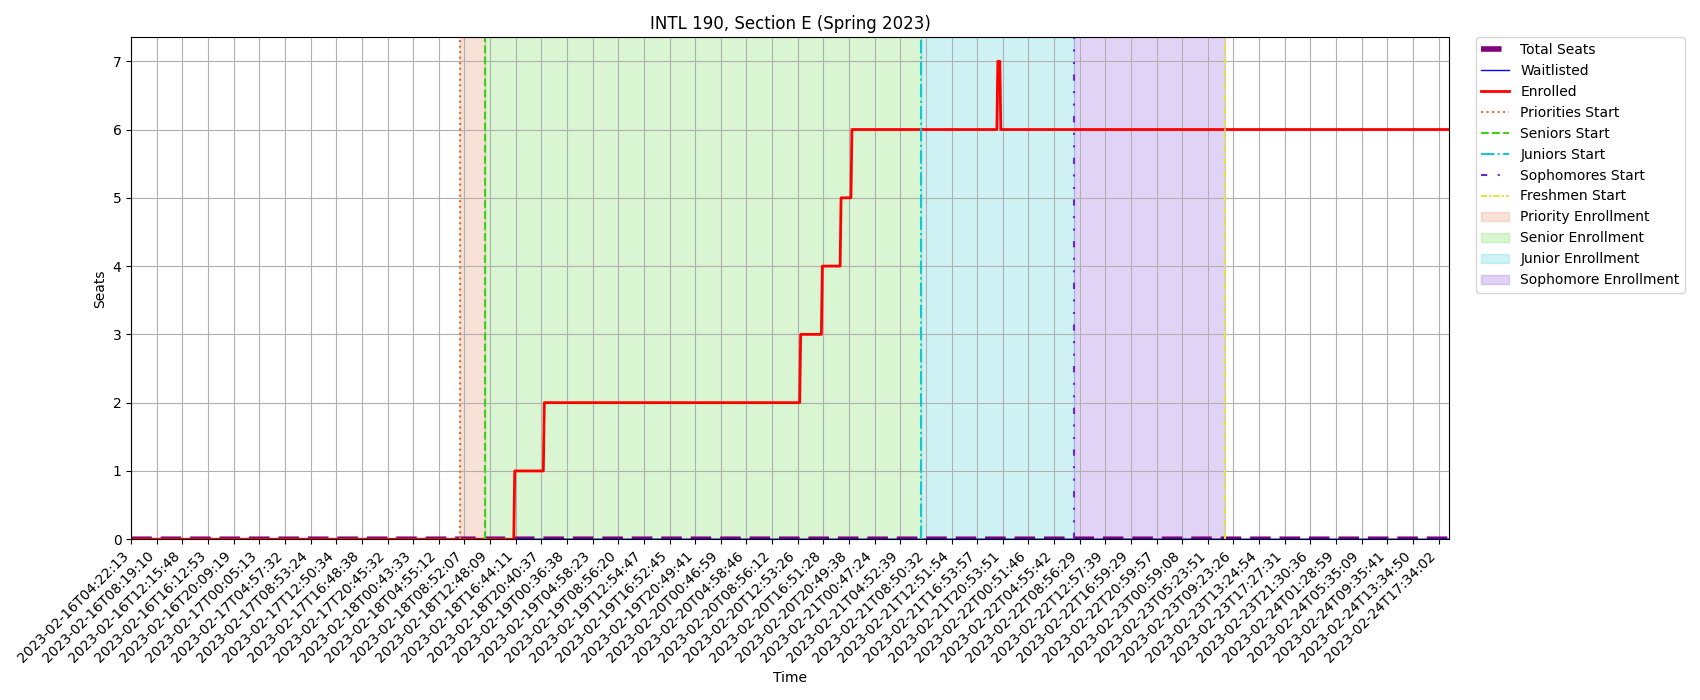 INTL 190, Section E (Spring 2023)
7
6
5
4
3
2
1
0
Seats
2023-02-16T04:22:13
2023-02-16T08:19:10
2023-02-16T12:15:48
2023-02-16T16:12:53
2023-02-16T20:09:19
2023-02-17T00:05:13
2023-02-17T04:57:32
2023-02-17T08:53:24
2023-02-17T12:50:34
2023-02-17T16:48:38
2023-02-17T20:45:32
2023-02-18T00:43:33
2023-02-18T04:55:12
2023-02-18T08:52:07
2023-02-18T12:48:09
2023-02-18T16:44:11
2023-02-18T20:40:37
2023-02-19T00:36:38
2023-02-19T04:58:23
2023-02-19T08:56:20
2023-02-19T12:54:47
2023-02-19T16:52:45
2023-02-19T20:49:41
2023-02-20T00:46:59
2023-02-20T04:58:46
2023-02-20T08:56:12
2023-02-20T12:53:26
2023-02-20T16:51:28
2023-02-20T20:49:38
2023-02-21T00:47:24
2023-02-21T04:52:39
2023-02-21T08:50:32
2023-02-21T12:51:54
2023-02-21T16:53:57
2023-02-21T20:53:51
2023-02-22T00:51:46
2023-02-22T04:55:42
2023-02-22T08:56:29
2023-02-22T12:57:39
2023-02-22T16:59:29
2023-02-22T20:59:57
2023-02-23T00:59:08
2023-02-23T05:23:51
2023-02-23T09:23:26
2023-02-23T13:24:54
2023-02-23T17:27:31
2023-02-23T21:30:36
2023-02-24T01:28:59
2023-02-24T05:35:09
2023-02-24T09:35:41
2023-02-24T13:34:50
2023-02-24T17:34:02
Time
Total Seats
Waitlisted
Enrolled
Priorities Start
Seniors Start
Juniors Start
Sophomores Start
Freshmen Start
Priority Enrollment
Senior Enrollment
Junior Enrollment
Sophomore Enrollment